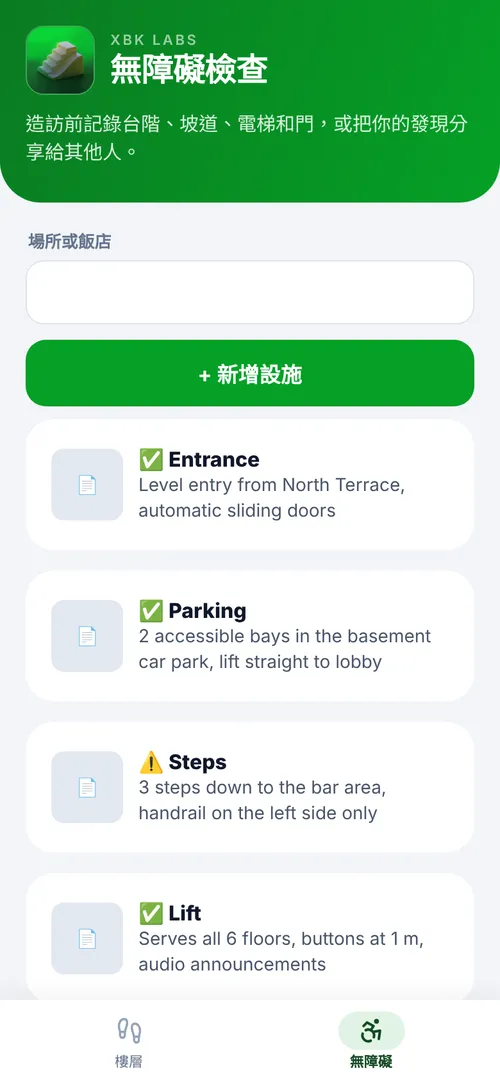 XBK LABS
無障礙檢查
造訪前記錄台階、坡道、電梯和門，或把你的發現分
享給其他人。
場所或飯店
+ 新增設施
✅ Entrance
Level entry from North Terrace,
automatic sliding doors
✅ Parking
2 accessible bays in the basement
car park, lift straight to lobby
⚠️ Steps
3 steps down to the bar area,
handrail on the left side only
✅ Lift
Serves all 6 floors, buttons at 1 m,
audio announcements
樓層
無障礙